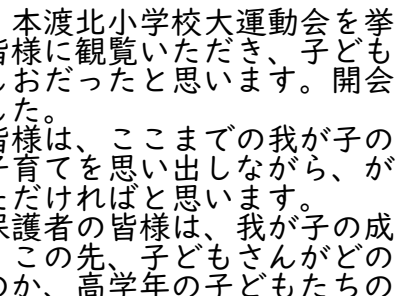 本渡北小学校大運動会を挙
皆様に観覧いただき、子ども
しおだったと思います。開会
した。
皆様は、ここまでの我が子の
子育てを思い出しながら、が
ただければと思います。
保護者の皆様は、我が子の成
この先、子どもさんがどの
のか、高学年の子どもたちの